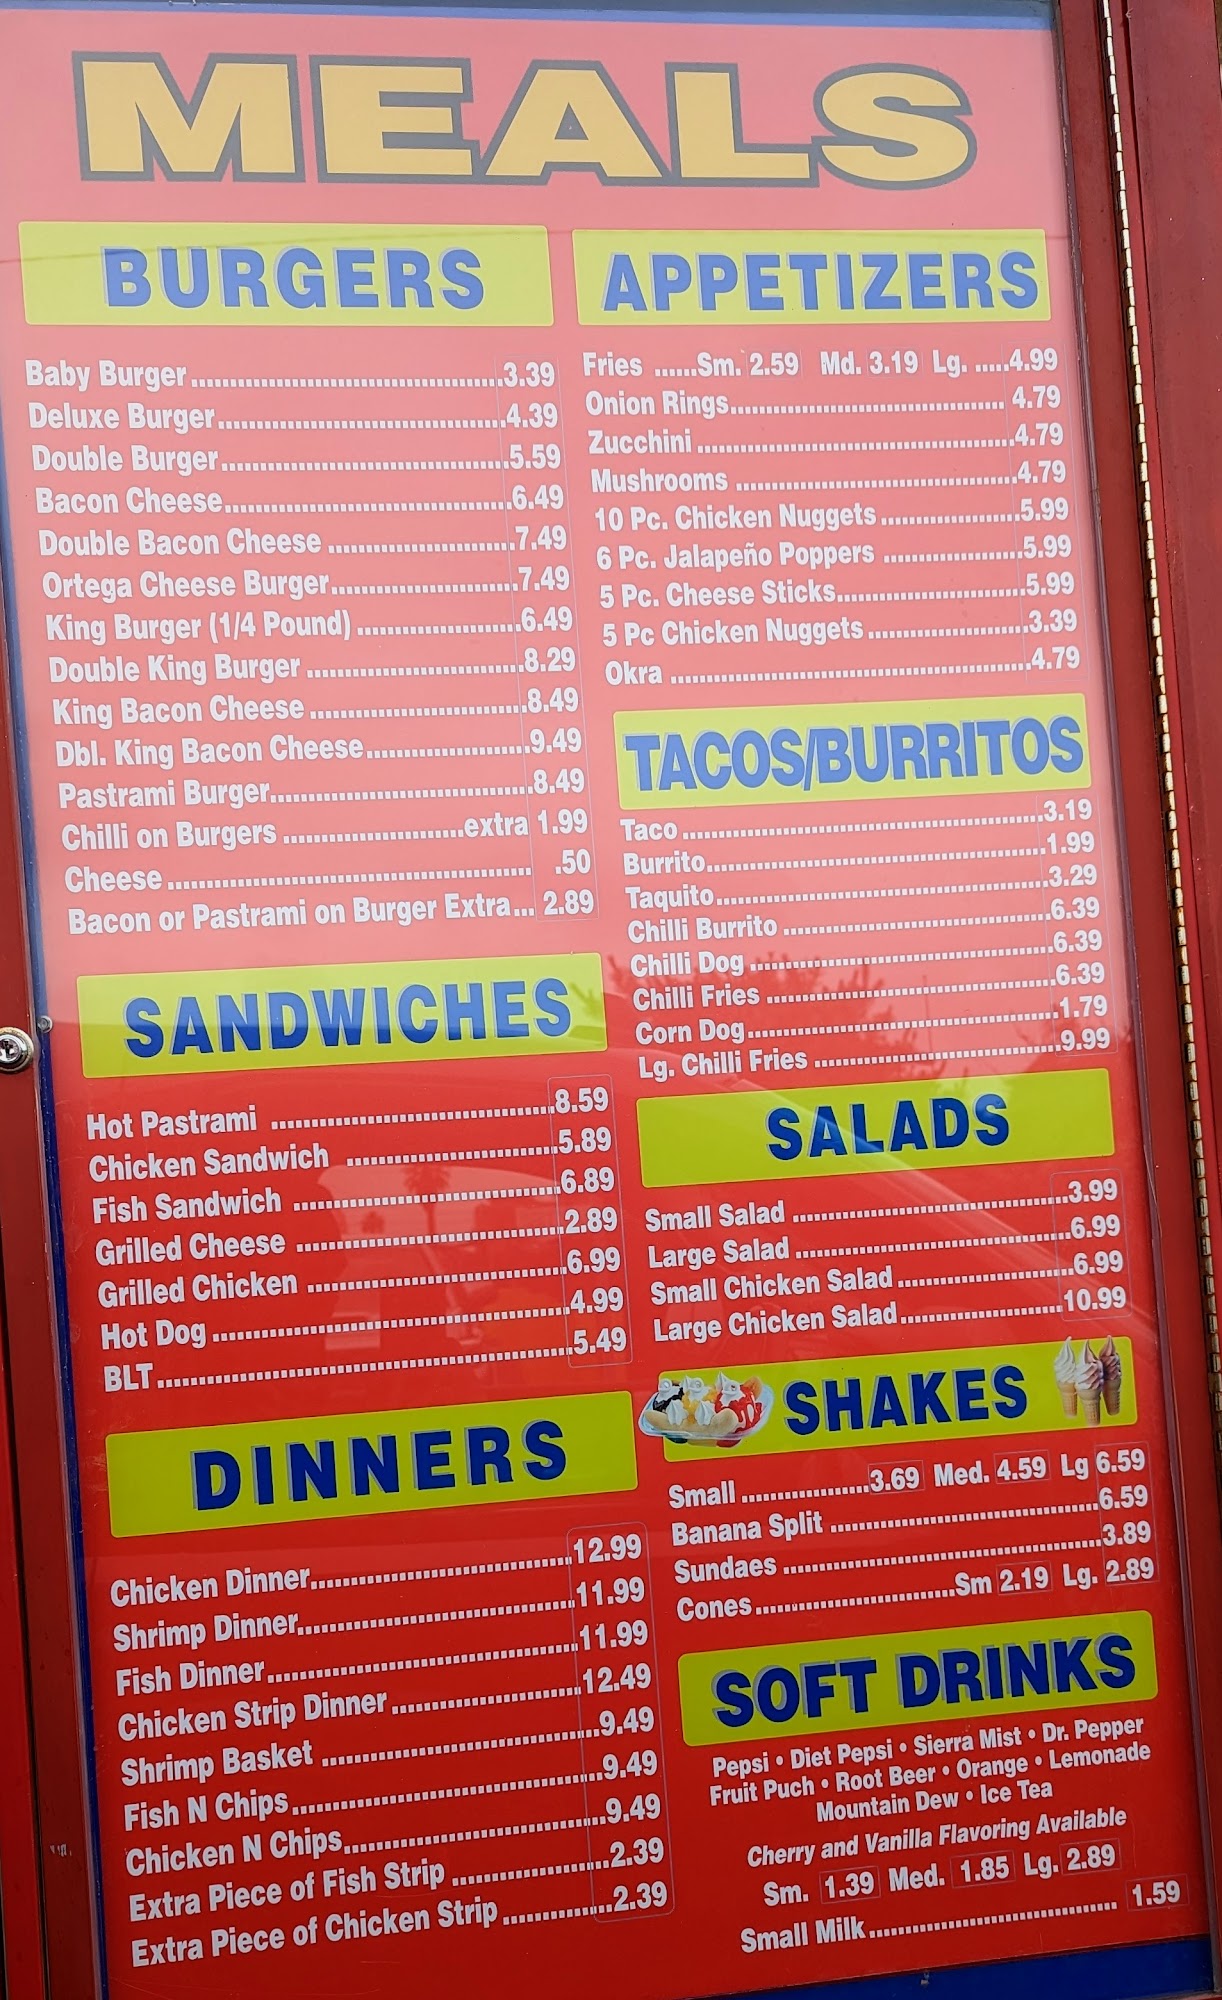 MEALS
BURGERS
Baby Burger........................................3.39
Deluxe Burger.....................................4.39
Double Burger.....................................5.59
Bacon Cheese.....................................6.49
Double Bacon Cheese ........................7.49
Ortega Cheese Burger........................7.49
King Burger (1/4 Pound) .....................6.49
Double King Burger ............................8.29
King Bacon Cheese ............................8.49
Dbl. King Bacon Cheese.....................9.49
Pastrami Burger..................................8.49
Chilli on Burgers .......................extra 1.99
Cheese ............................................... .50
Bacon or Pastrami on Burger Extra... 2.89
SANDWICHES
Hot Pastrami ....................................8.59
Chicken Sandwich ...........................5.89
Fish Sandwich ..................................6.89
Grilled Cheese ..................................2.89
Grilled Chicken .................................6.99
Hot Dog .............................................4.99
BLT.....................................................5.49
DINNERS
Chicken Dinner.................................12.99
Shrimp Dinner...................................11.99
Fish Dinner.......................................11.99
Chicken Strip Dinner ........................12.49
Shrimp Basket ...................................9.49
Fish N Chips.......................................9.49
Chicken N Chips.................................9.49
Extra Piece of Fish Strip ....................2.39
Extra Piece of Chicken Strip ..............2.39
APPETIZERS
Fries ......Sm. 2.59 Md. 3.19 Lg. .....4.99
Onion Rings................................... 4.79
Zucchini ........................................4.79
Mushrooms ....................................4.79
10 Pc. Chicken Nuggets ..................5.99
6 Pc. Jalapeño Poppers ..................5.99
5 Pc. Cheese Sticks........................5.99
5 Pc Chicken Nuggets ....................3.39
Okra ..............................................4.79
TACOS/BURRITOS
Taco ..............................................3.19
Burrito...........................................1.99
Taquito..........................................3.29
Chilli Burrito ..................................6.39
Chilli Dog ......................................6.39
Chilli Fries .....................................6.39
Corn Dog.......................................1.79
Lg. Chilli Fries ...............................9.99
SALADS
Small Salad ...................................3.99
Large Salad ...................................6.99
Small Chicken Salad ......................6.99
Large Chicken Salad.....................10.99
SHAKES
Small .................3.69 Med. 4.59 Lg 6.59
Banana Split ..................................6.59
Sundaes ........................................3.89
Cones..........................Sm 2.19 Lg. 2.89
SOFT DRINKS
Pepsi • Diet Pepsi • Sierra Mist • Dr. Pepper
Fruit Puch • Root Beer • Orange • Lemonade
Mountain Dew • Ice Tea
Cherry and Vanilla Flavoring Available
Sm. 1.39 Med. 1.85 Lg. 2.89
Small Milk................................... 1.59